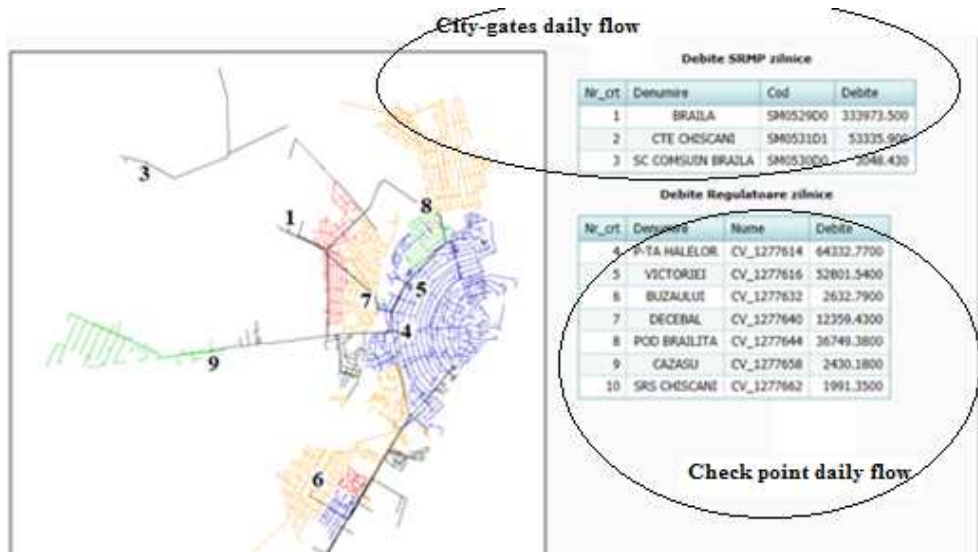 City-gates daily flow
Debite SRMP zilnice
Nr_crt Denumire Cod Debite
1 BRAILA SM0529D0 333973.500
2 CTE CHISCANI SM0531D1 53335.900
3 SC COMSUIN BRAILA SM0530D0 3048.430
Debite Regulatoare zilnice
Nr_crt Denumire Nume Debite
4 P-TA HALELOR CV_1277614 64332.7700
5 VICTORIEI CV_1277616 52801.5400
6 BUZAULUI CV_1277632 2632.7900
7 DECEBAL CV_1277640 12359.4300
8 POD BRAILITA CV_1277644 36749.3800
9 CAZASU CV_1277658 2430.1800
10 SRS CHISCANI CV_1277662 1991.3500
Check point daily flow
3
1
8
5
7
4
9
6